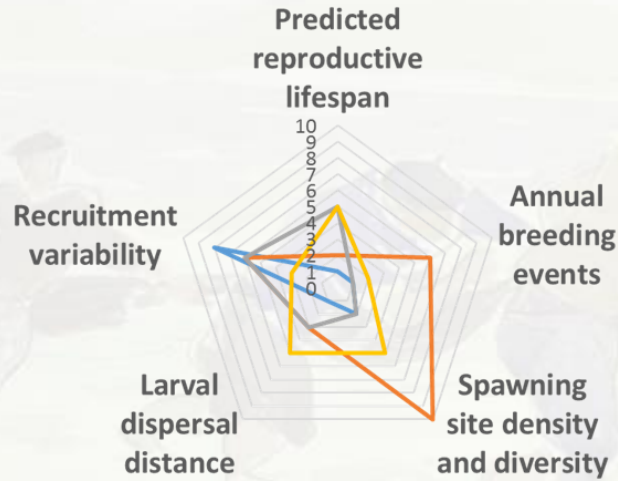 Predicted
reproductive
lifespan
10
9
8
7
6
5
4
3
2
1
0
Annual
breeding
events
Recruitment
variability
Larval
dispersal
distance
Spawning
site density
and diversity